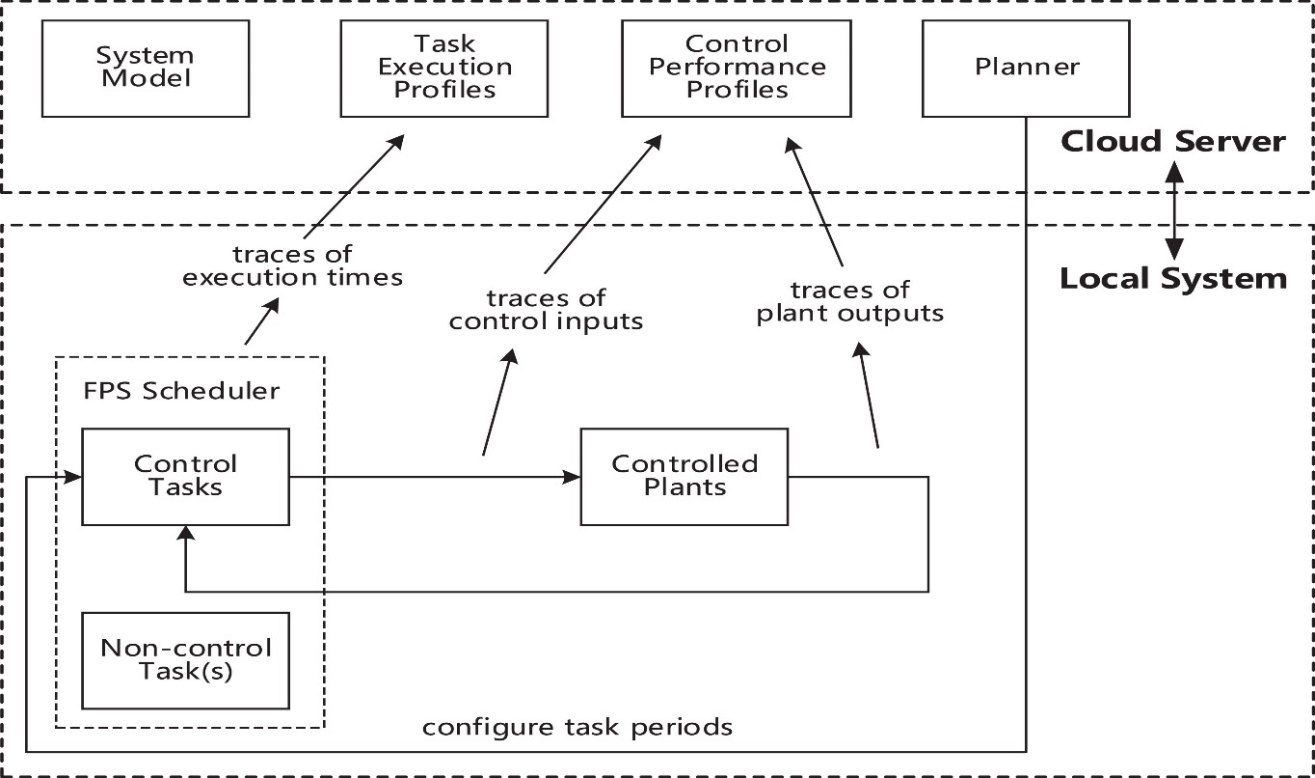 System
Model
Task
Execution
Profiles
Control
Performance
Profiles
Planner
Cloud Server
Local System
traces of
execution times
traces of
control inputs
traces of
plant outputs
FPS Scheduler
Control
Tasks
Controlled
Plants
Non-control
Task(s)
configure task periods